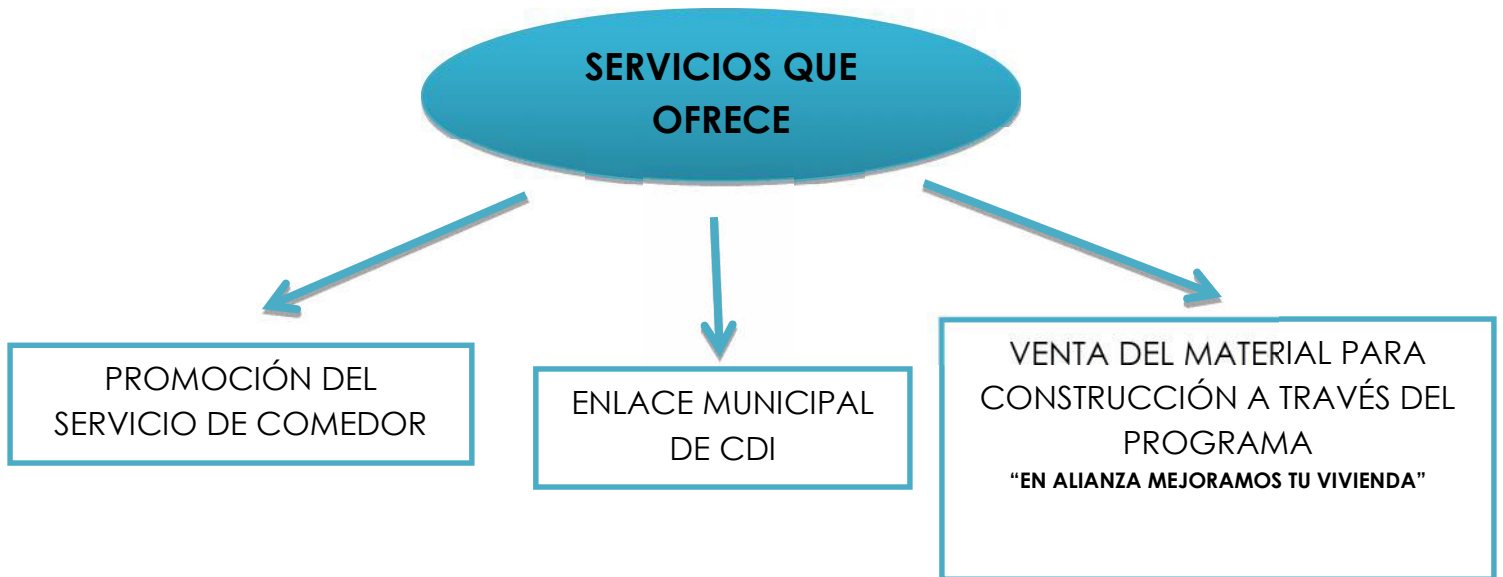 SERVICIOS QUE
OFRECE
PROMOCIÓN DEL
SERVICIO DE COMEDOR
ENLACE MUNICIPAL
DE CDI
VENTA DEL MATERIAL PARA
CONSTRUCCIÓN A TRAVÉS DEL
PROGRAMA
“EN ALIANZA MEJORAMOS TU VIVIENDA”